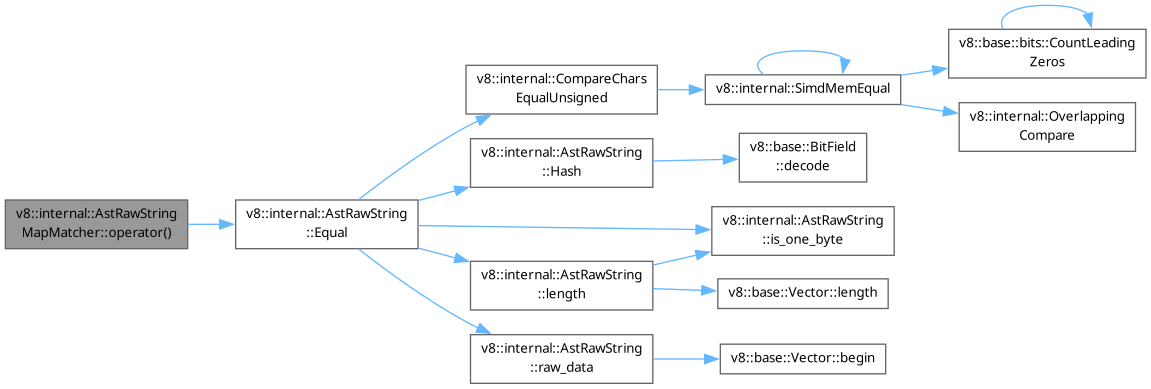 v8::internal::AstRawString
MapMatcher::operator()
v8::internal::AstRawString
::Equal
v8::internal::CompareChars
EqualUnsigned
v8::internal::SimdMemEqual
v8::base::bits::CountLeading
Zeros
v8::internal::Overlapping
Compare
v8::internal::AstRawString
::Hash
v8::base::BitField
::decode
v8::internal::AstRawString
::is_one_byte
v8::internal::AstRawString
::length
v8::base::Vector::length
v8::internal::AstRawString
::raw_data
v8::base::Vector::begin